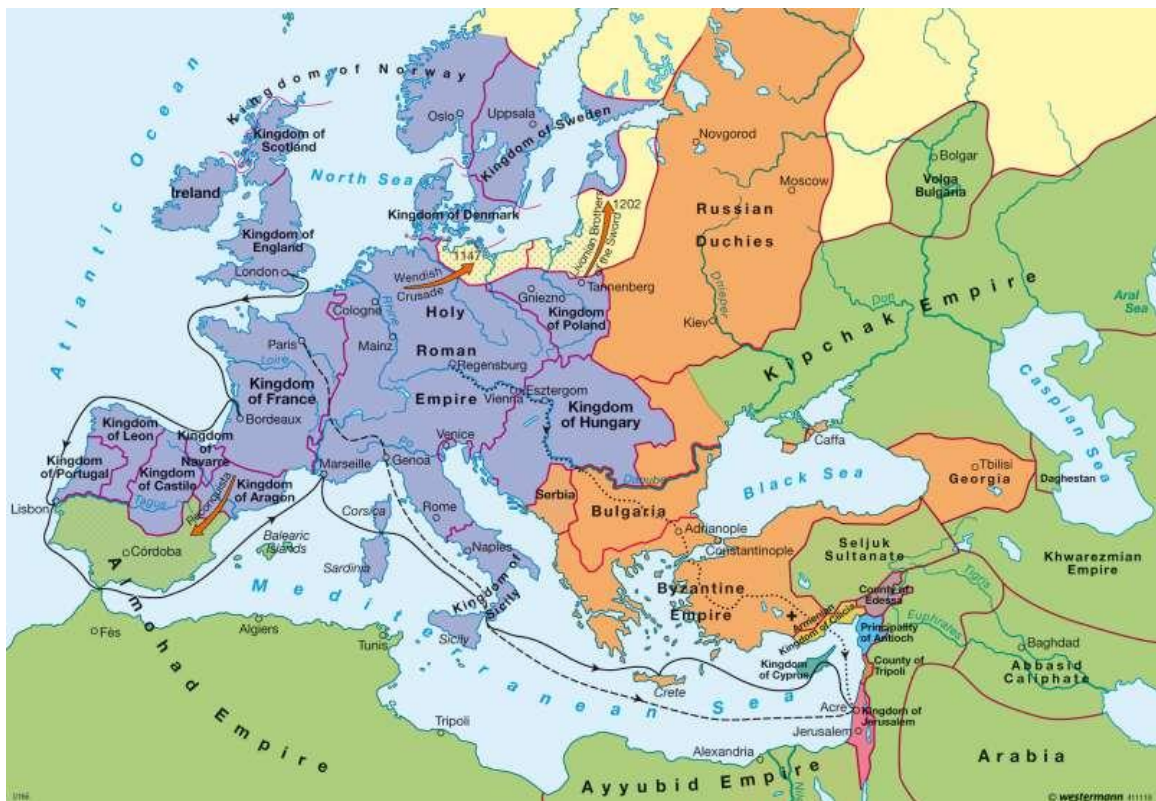 Atlantic Ocean
Kingdom of Norway
Kingdom of
Scotland
Oslo
Uppsala
Kingdom of Sweden
Novgorod
Bolgar
Volga
Bulgaria
Moscow
Ireland
North Sea
Kingdom of Denmark
1202
Livonian Brothers
of the Sword
Russian
Duchies
Kingdom of
England
London
1147
Wendish
Crusade
Tannenberg
Gniezno
Kingdom
of Poland
Dnieper
Don
Kiev
Kipchak Empire
Aral
Sea
Cologne
Rhine
Holy
Roman
Empire
Mainz
Regensburg
Paris
Loire
Kingdom
of France
Bordeaux
Vienna
Esztergom
Kingdom
of Hungary
Caspian Sea
Kingdom
of Leon
Kingdom
of
Navarre
Kingdom
of Portugal
Kingdom of
Castile
Kingdom
of Aragon
Reconquista
Tagus
Lisbon
Marseille
Po
Genoa
Venice
Caffa
Danube
Black Sea
Tbilisi
Georgia
Daghestan
Serbia
Bulgaria
Adrianople
Constantinople
Corsica
Rome
Sardinia
Naples
Balearic
Islands
Córdoba
Almohad Empire
Mediterranean Sea
Kingdom of
Sicily
Sicily
Byzantine
Empire
Seljuk
Sultanate
County of
Edessa
Armenian
Kingdom of Cilicia
Principality
of Antioch
Tigris
Euphrates
Khwarezmian
Empire
Baghdad
Abbasid
Caliphate
Fès
Algiers
Tunis
Kingdom
of Cyprus
County of
Tripoli
Crete
Tripoli
Acre
Kingdom of
Jerusalem
Jerusalem
Alexandria
Ayyubid Empire
Nile
Arabia
© westermann